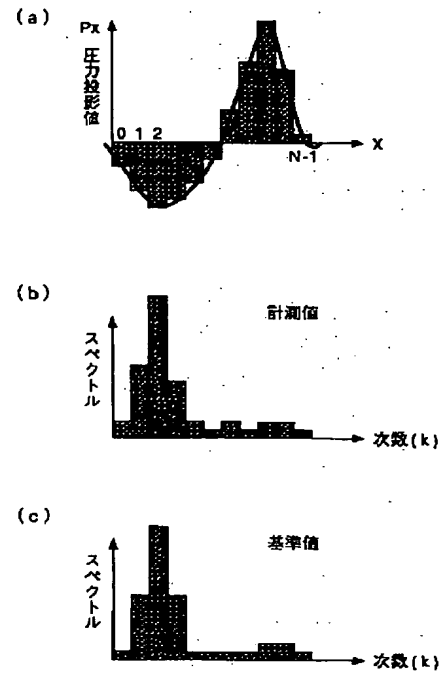 (a)
Px
圧力投影値
0 1 2
N-1
X
(b)
計測値
スペクトル
次数(k)
(c)
基準値
スペクトル
次数(k)